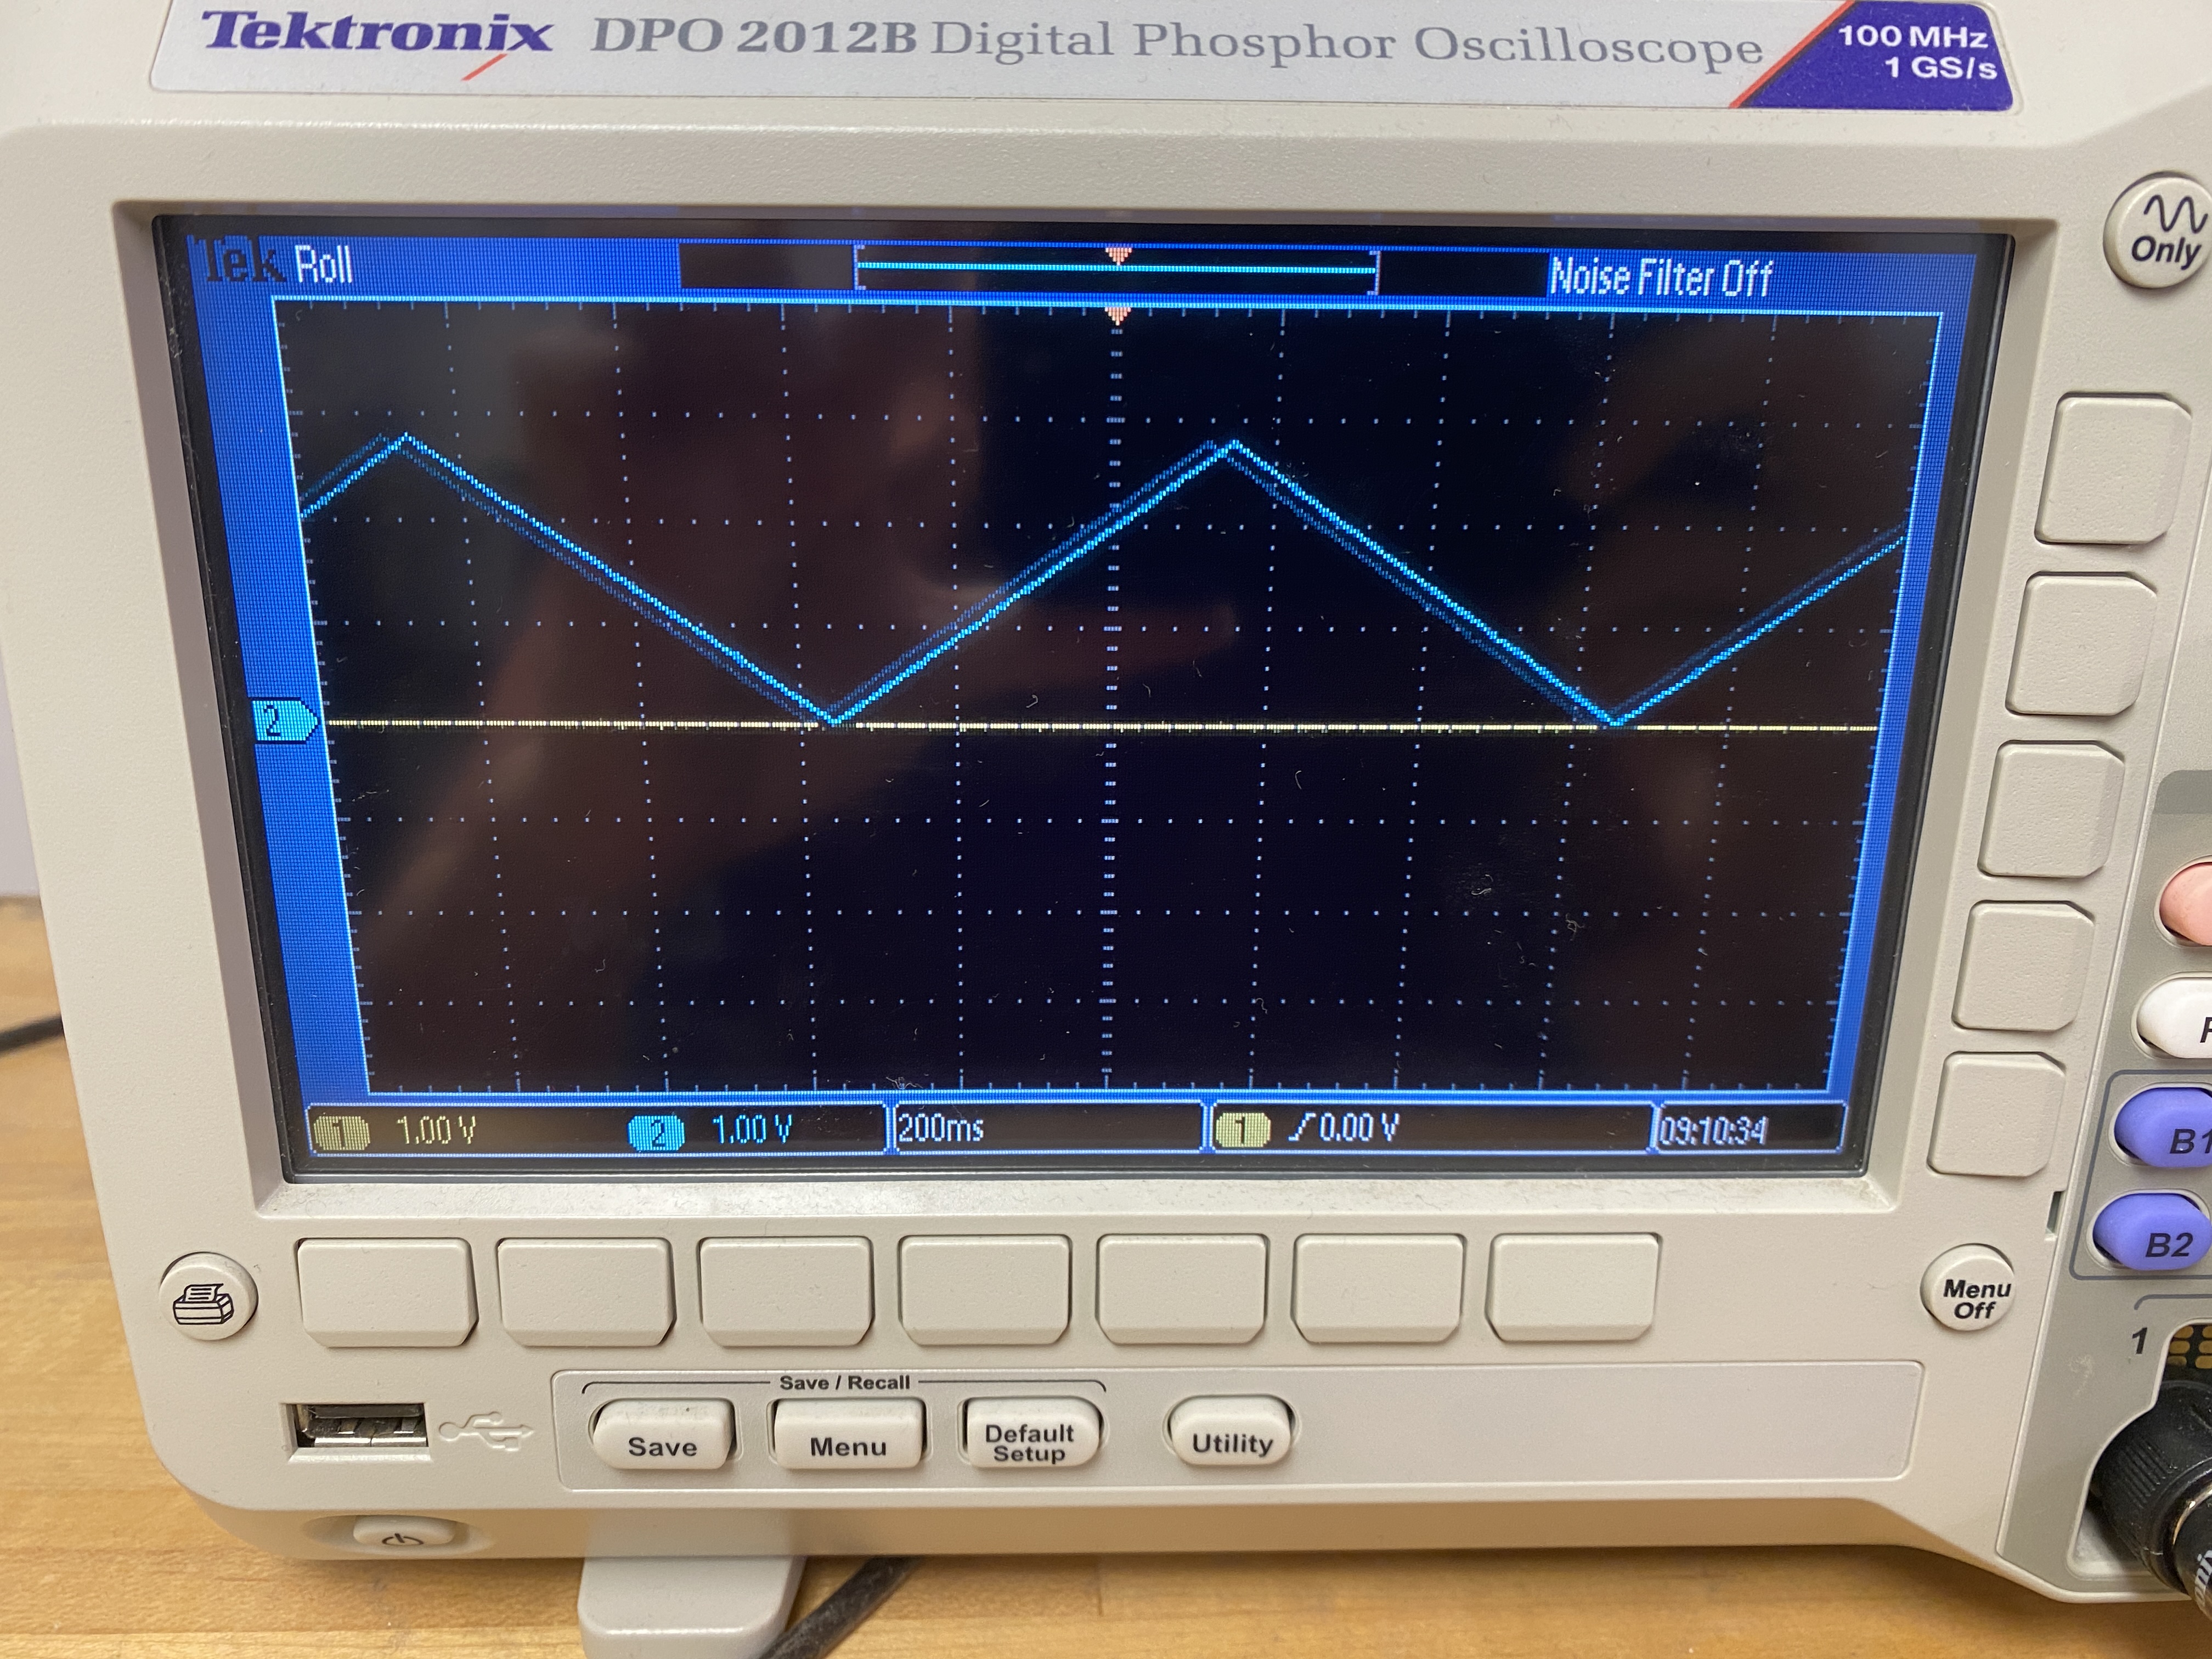 Tektronix DPO 2012B Digital Phosphor Oscilloscope
100 MHz
1 GS/s
Only
Tek Roll
Noise Filter Off
2
1 1.00 V 2 1.00 V 200ms 1 0.00 V 09:10:34
B1
B2
Menu
Off
1
Save / Recall
Save
Menu
Default
Setup
Utility